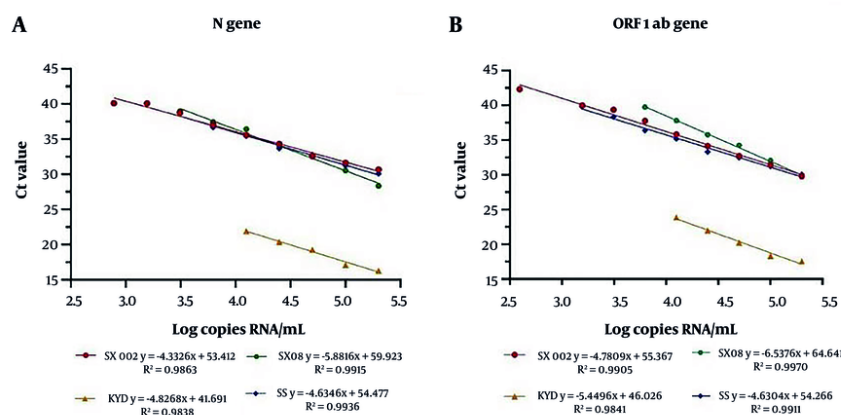 A
N gene
B
ORF1 ab gene
Ct value
45
40
35
30
25
20
15
2.5 3.0 3.5 4.0 4.5 5.0 5.5
Log copies RNA/mL
SX 002 y = -4.3326x + 53.412
R² = 0.9863
SX08 y = -5.8816x + 59.923
R² = 0.9915
KYD y = -4.8268x + 41.691
R² = 0.9838
SS y = -4.6346x + 54.477
R² = 0.9936
Ct value
45
40
35
30
25
20
15
2.5 3.0 3.5 4.0 4.5 5.0 5.5
Log copies RNA/mL
SX 002 y = -4.7809x + 55.367
R² = 0.9905
SX08 y = -6.5376x + 64.641
R² = 0.9970
KYD y = -5.4496x + 46.026
R² = 0.9841
SS y = -4.6304x + 54.266
R² = 0.9911